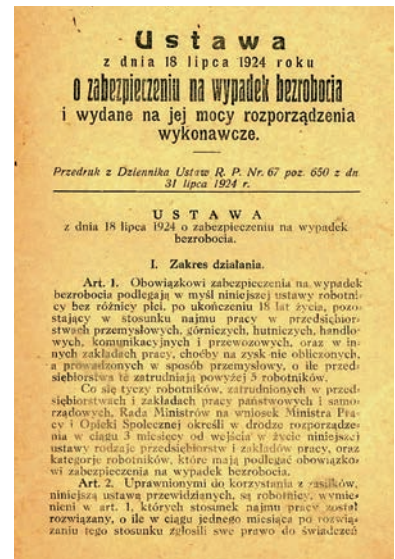 Ustawa
z dnia 18 lipca 1924 roku
o zabezpieczeniu na wypadek bezrobocia
i wydane na jej mocy rozporządzenia
wykonawcze.
Przedruk z Dziennika Ustaw R. P. Nr. 67 poz. 650 z dn.
31 lipca 1924 r.
USTAWA
z dnia 18 lipca 1924 o zabezpieczeniu na wypadek
bezrobocia.
I. Zakres działania.
Art. 1. Obowiązkowi zabezpieczenia na wypadek
bezrobocia podlegają w myśl niniejszej ustawy robotni-
cy bez różnicy płci, po ukończeniu 18 lat życia, pozo-
stający w stosunku najmu pracy w przedsiębior-
stwach przemysłowych, górniczych, hutniczych, handlo-
wych, komunikacyjnych i przewozowych, oraz w in-
nych zakładach pracy, choćby na zysk nie obliczonych,
a prowadzonych w sposób przemysłowy, o ile przed-
siębiorstwa te zatrudniają powyżej 5 robotników.
Co się tyczy robotników, zatrudnionych w przed-
siębiorstwach i zakładach pracy państwowych i samo-
rządowych, Rada Ministrów na wniosek Ministra Pra-
cy i Opieki Społecznej określi w drodze rozporządze-
nia w ciągu 3 miesięcy od wejścia w życie niniejszej
ustawy rodzaje przedsiębiorstw i zakładów pracy, oraz
kategorje robotników, które mają podlegać obowiązko-
wi zabezpieczenia na wypadek bezrobocia.
Art. 2. Uprawnionymi do korzystania z zasiłków,
niniejszą ustawą przewidzianych, są robotnicy, wymie-
nieni w art. 1, których stosunek najmu pracy został
rozwiązany, o ile w ciągu jednego miesiąca po rozwią-
zaniu tego stosunku zgłosili swe prawo do świadczeń